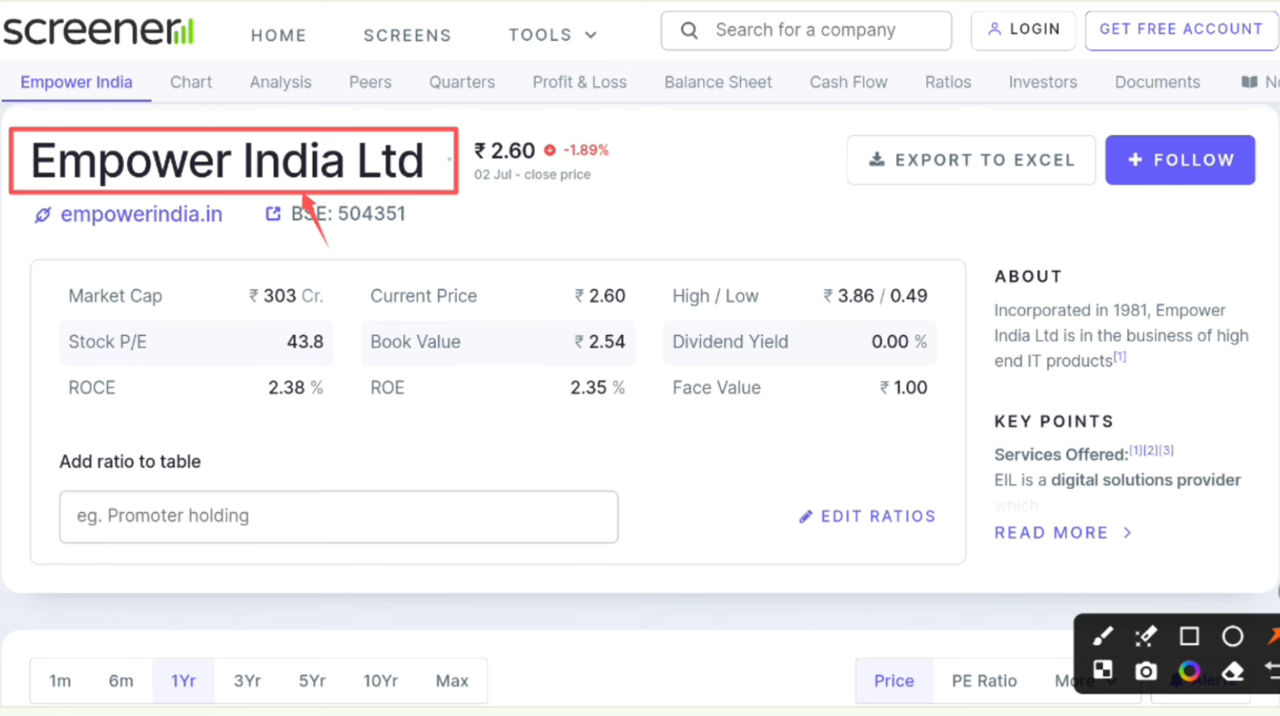 screener
HOME SCREENS TOOLS
Search for a company
LOGIN
GET FREE ACCOUNT
Empower India Chart Analysis Peers Quarters Profit & Loss Balance Sheet Cash Flow Ratios Investors Documents
Empower India Ltd
₹ 2.60 -1.89%
02 Jul - close price
EXPORT TO EXCEL
+ FOLLOW
empowerindia.in
BSE: 504351
Market Cap ₹ 303 Cr.
Current Price ₹ 2.60
High / Low ₹ 3.86 / 0.49
Stock P/E 43.8
Book Value ₹ 2.54
Dividend Yield 0.00 %
ROCE 2.38 %
ROE 2.35 %
Face Value ₹ 1.00
Add ratio to table
eg. Promoter holding
EDIT RATIOS
ABOUT
Incorporated in 1981, Empower
India Ltd is in the business of high
end IT products[1]
KEY POINTS
Services Offered:[1][2][3]
EIL is a digital solutions provider
which
READ MORE
1m 6m 1Yr 3Yr 5Yr 10Yr Max
Price PE Ratio